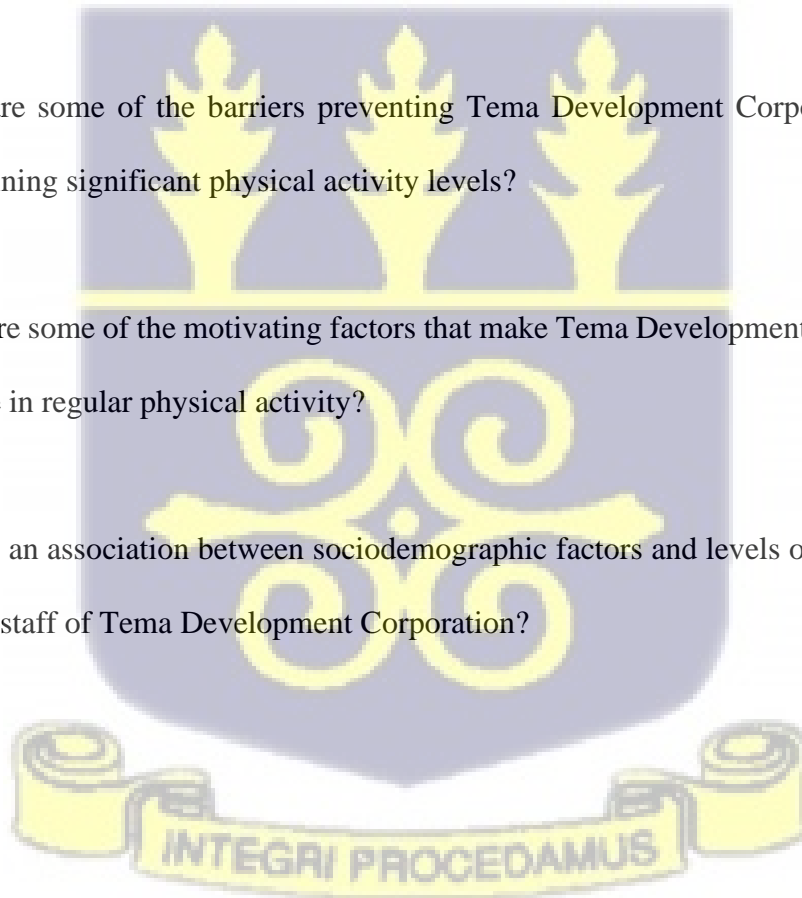 re some of the barriers preventing Tema Development Corpo
ning significant physical activity levels?
re some of the motivating factors that make Tema Development
in regular physical activity?
an association between sociodemographic factors and levels o
staff of Tema Development Corporation?
INTEGRI PROCEDAMUS